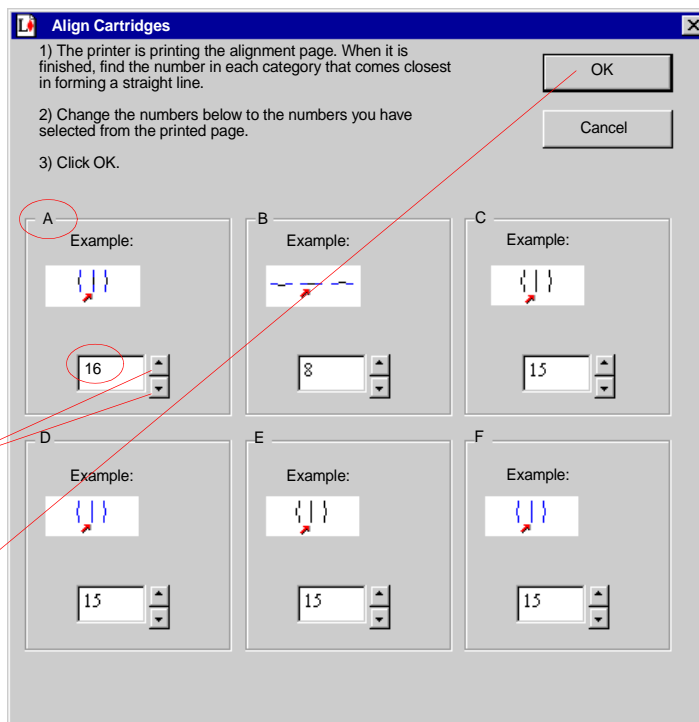 Align Cartridges
1) The printer is printing the alignment page. When it is
finished, find the number in each category that comes closest
in forming a straight line.
2) Change the numbers below to the numbers you have
selected from the printed page.
3) Click OK.
OK
Cancel
A
Example:
16
B
Example:
8
C
Example:
15
D
Example:
15
E
Example:
15
F
Example:
15